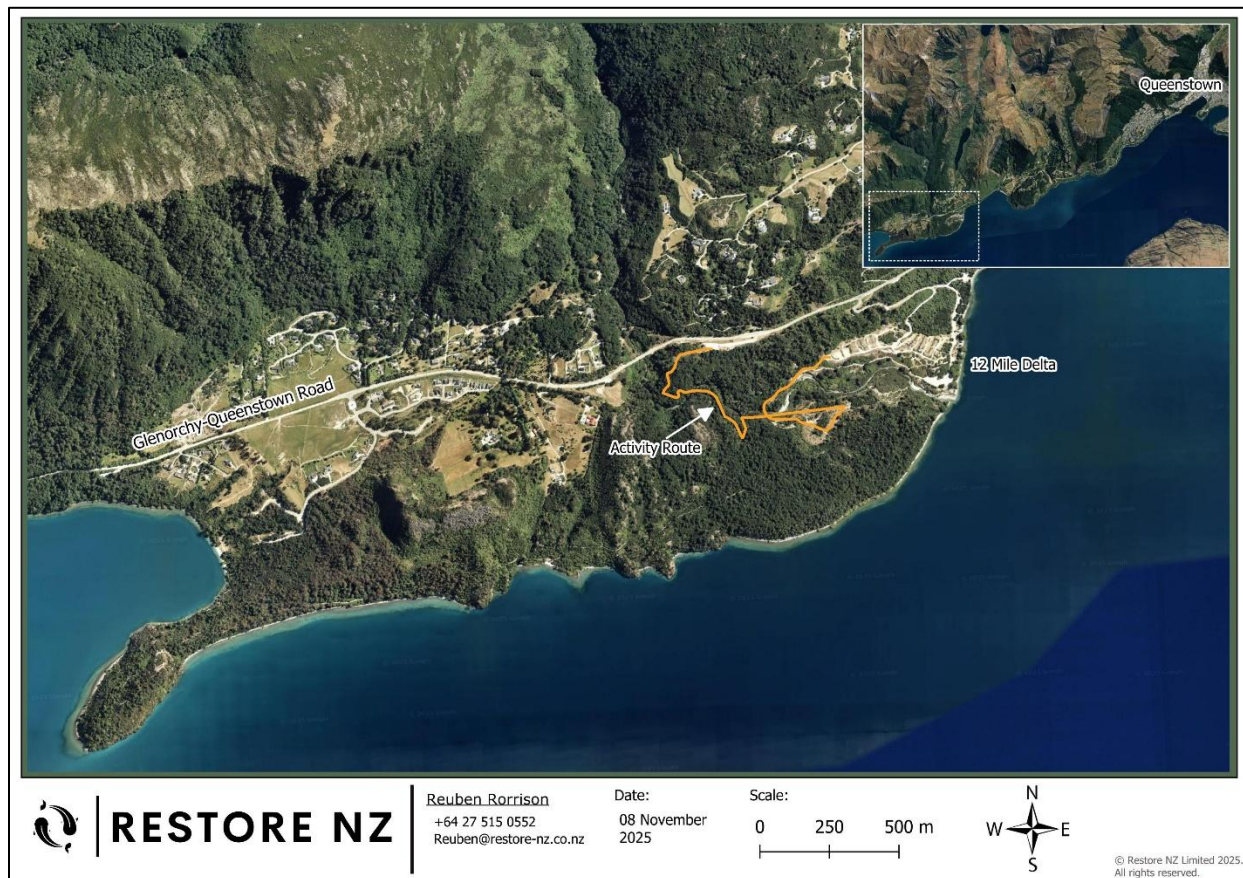 Queenstown
Glenorchy-Queenstown Road
12 Mile Delta
Activity Route
RESTORE NZ
Reuben Rorrison
+64 27 515 0552
Reuben@restore-nz.co.nz
Date:
08 November
2025
Scale:
0 250 500 m
N
W E
S
© Restore NZ Limited 2025.
All rights reserved.